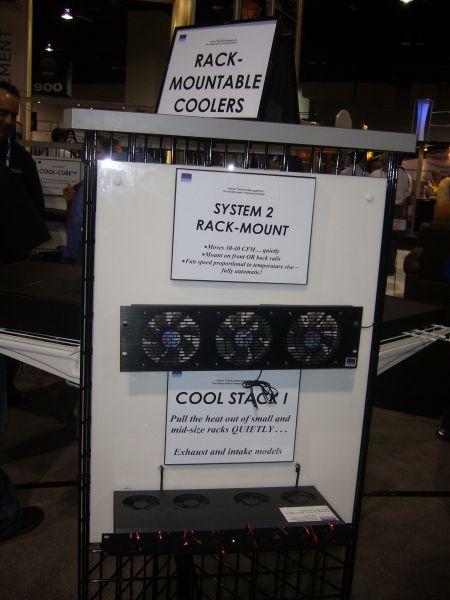 RACK-
MOUNTABLE
COOLERS
900
COOL-CUBE™
SYSTEM 2
RACK-MOUNT
•Moves 30-40 CFM.... quietly
•Mount on front OR back rails
•Fan speed proportional to temperature rise –
fully automatic!
COOL STACK 1
Pull the heat out of small and
mid-size racks QUIETLY . . .
Exhaust and intake models